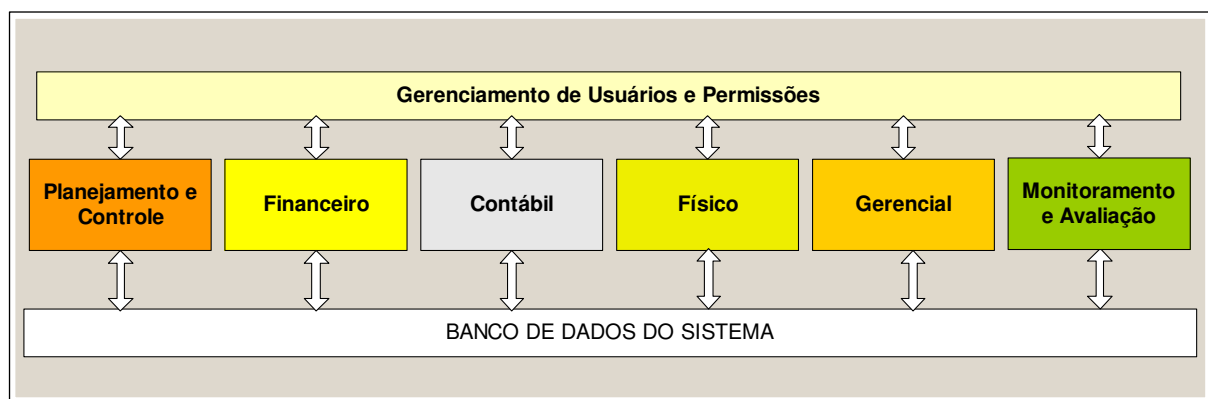 Gerenciamento de Usuários e Permissões
Planejamento e
Controle
Financeiro
Contábil
Físico
Gerencial
Monitoramento
e Avaliação
BANCO DE DADOS DO SISTEMA